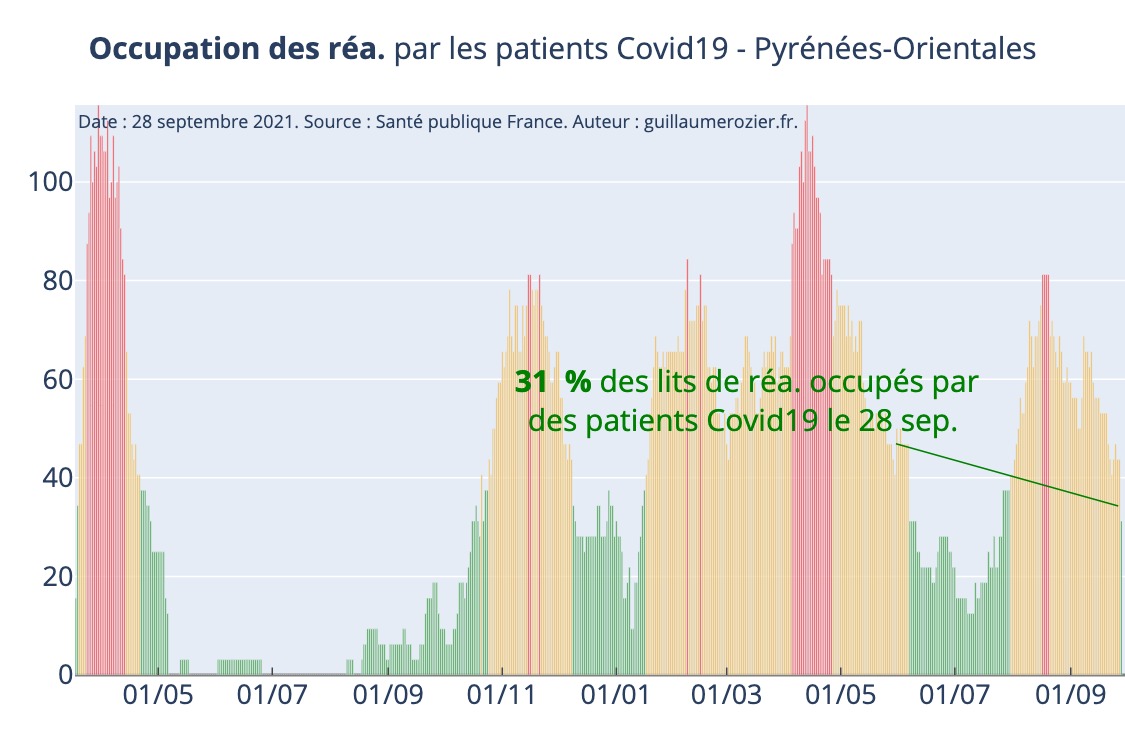 Occupation des réa. par les patients Covid19 - Pyrénées-Orientales
Date : 28 septembre 2021. Source : Santé publique France. Auteur : guillaumerozier.fr.
100
80
60
40
20
0
31 % des lits de réa. occupés par
des patients Covid19 le 28 sep.
01/05 01/07 01/09 01/11 01/01 01/03 01/05 01/07 01/09